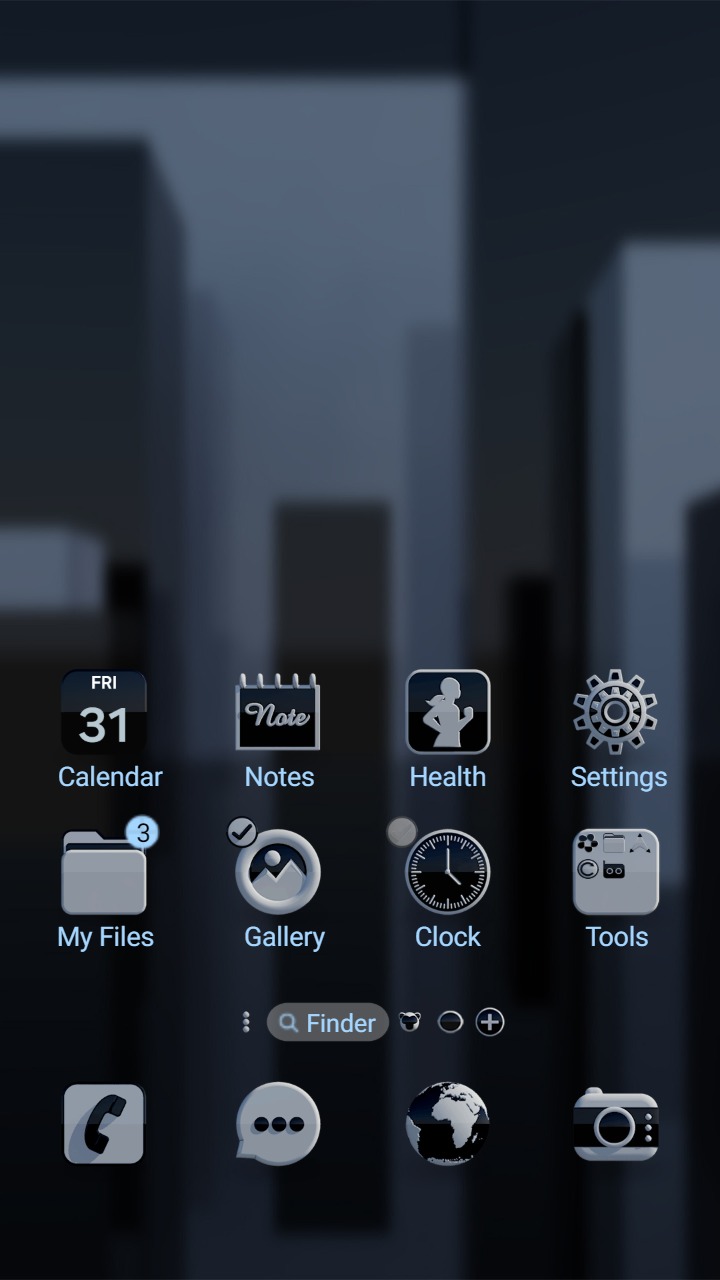 FRI
31
Note
Calendar
Notes
Health
Settings
3
C
My Files
Gallery
Clock
Tools
Finder